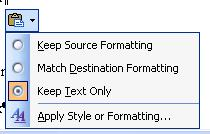 Keep Source Formatting
Match Destination Formatting
Keep Text Only
Apply Style or Formatting...